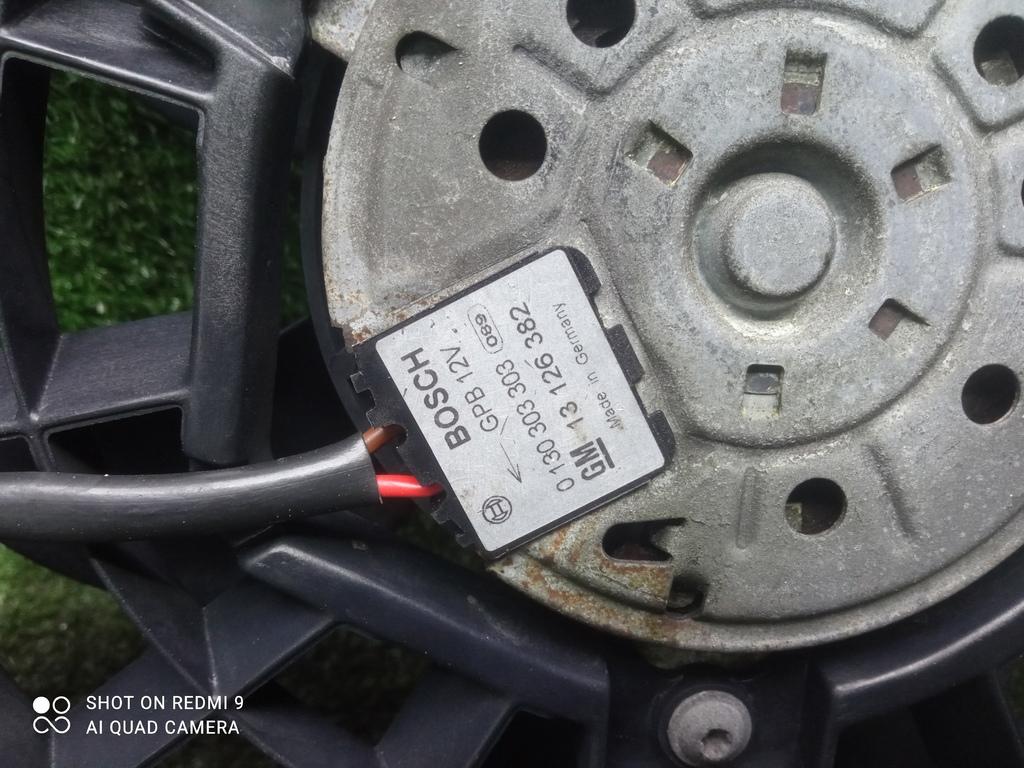 BOSCH
GPB 12V 089
0 130 303 303
GM 13 126 382
Made in Germany
SHOT ON REDMI 9
AI QUAD CAMERA